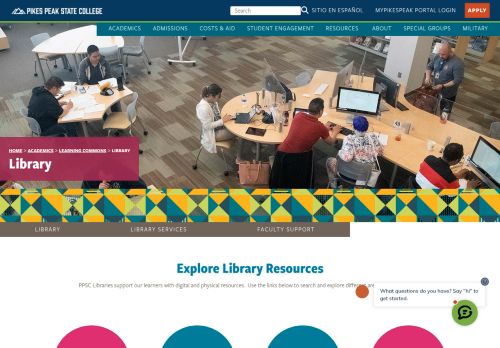 PIKES PEAK STATE COLLEGE
Search
SITIO EN ESPAÑOL
MYPIKESPEAK PORTAL LOGIN
APPLY
ACADEMICS ADMISSIONS COSTS & AID STUDENT ENGAGEMENT RESOURCES ABOUT SPECIAL GROUPS MILITARY
HOME > ACADEMICS > LEARNING COMMONS > LIBRARY
Library
LIBRARY LIBRARY SERVICES FACULTY SUPPORT
Explore Library Resources
PPSC Libraries support our learners with digital and physical resources. Use the links below to search and explore different
What questions do you have? Say "hi" to
get started.